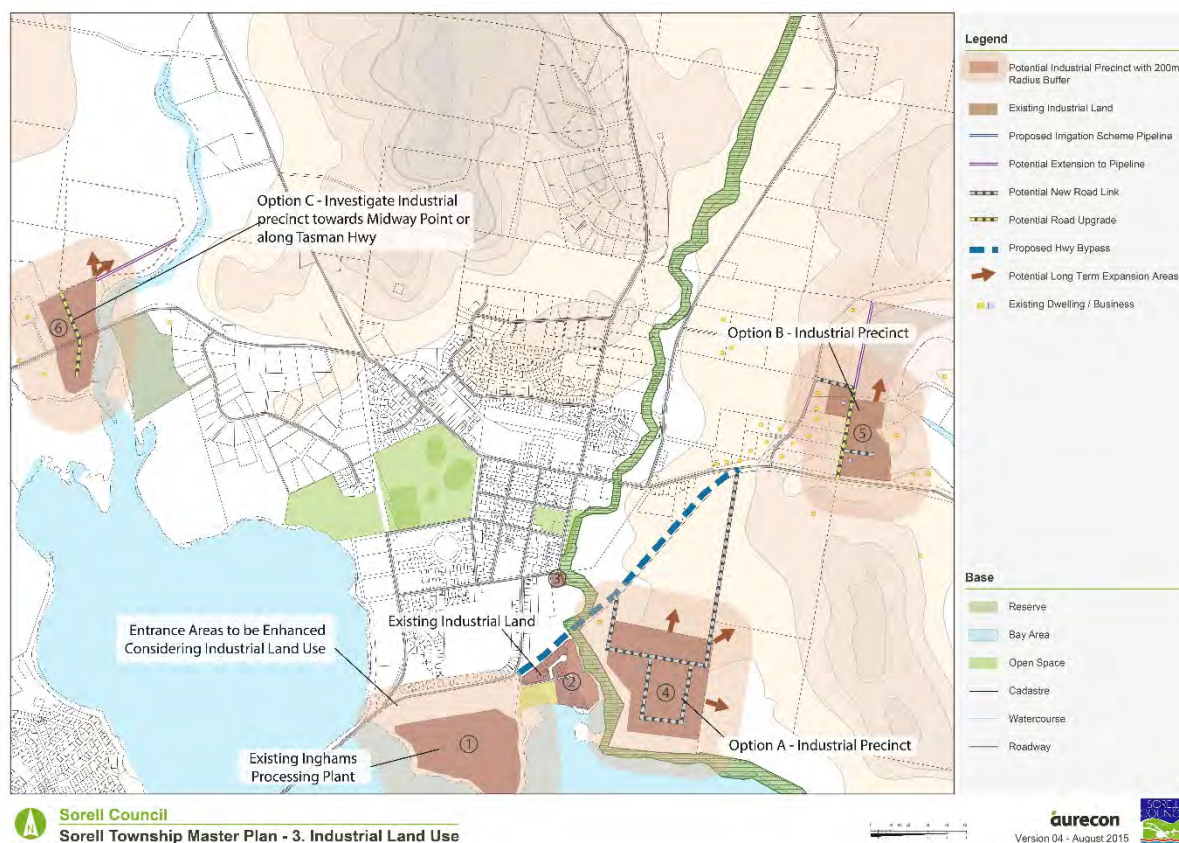 Option C - Investigate Industrial
precinct towards Midway Point or
along Tasman Hwy
6
Option B - Industrial Precinct
5
3
Existing Industrial Land
Entrance Areas to be Enhanced
Considering Industrial Land Use
2
4
1
Option A - Industrial Precinct
Existing Inghams
Processing Plant
Legend
Potential Industrial Precinct with 200m
Radius Buffer
Existing Industrial Land
Proposed Irrigation Scheme Pipeline
Potential Extension to Pipeline
Potential New Road Link
Potential Road Upgrade
Proposed Hwy Bypass
Potential Long Term Expansion Areas
Existing Dwelling / Business
Base
Reserve
Bay Area
Open Space
Cadastre
Watercourse
Roadway
N
Sorell Council
Sorell Township Master Plan - 3. Industrial Land Use
aurecon
Version 04 - August 2015
SORELL
COUNCIL